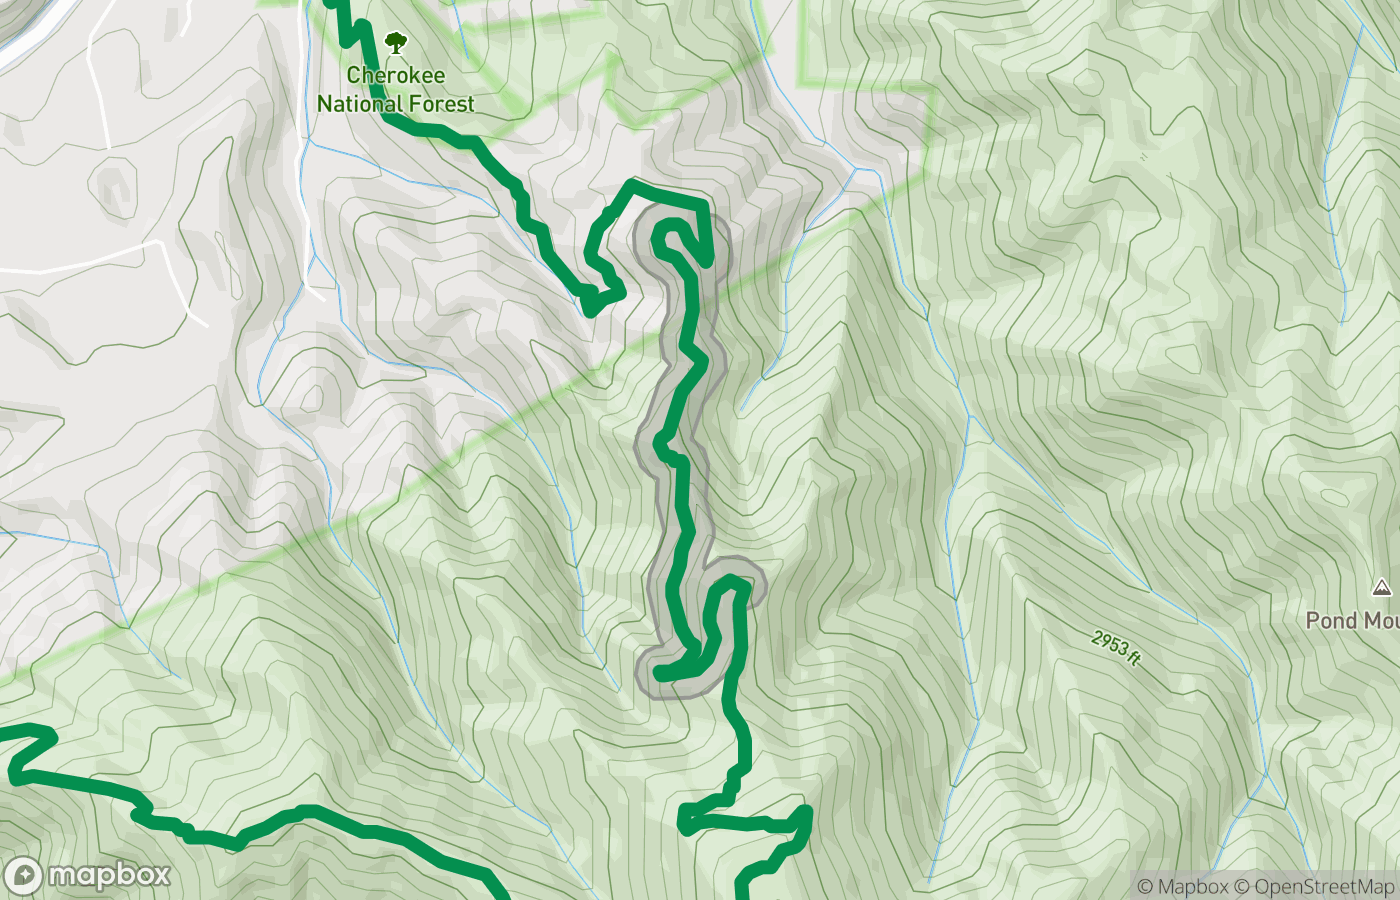 Cherokee
National Forest
2953 ft
Pond Mou
mapbox
© Mapbox © OpenStreetMap